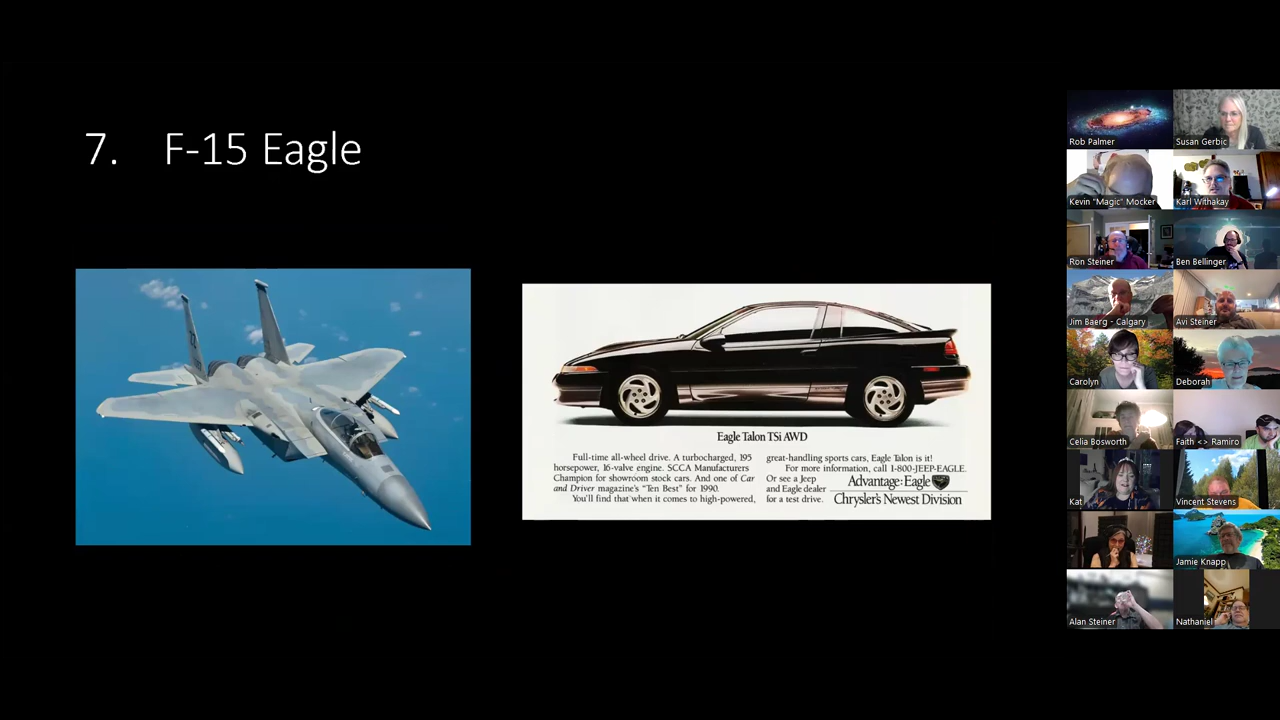 7. F-15 Eagle
Eagle Talon TSi AWD
Full-time all-wheel drive. A turbocharged, 195
horsepower, 16-valve engine. SCCA Manufacturers
Champion for showroom stock cars. And one of Car
and Driver magazine's "Ten Best" for 1990.
You'll find that when it comes to high-powered,
great-handling sports cars, Eagle Talon is it!
For more information, call 1-800-JEEP-EAGLE.
Or see a Jeep
and Eagle dealer
for a test drive.
Advantage: Eagle
Chrysler's Newest Division
Rob Palmer
Susan Gerbic
Kevin "Magic" Mocker
Karl Withakay
Ron Steiner
Ben Bellinger
Jim Baerg - Calgary
Avi Steiner
Carolyn
Deborah
Celia Bosworth
Faith <> Ramiro
Kat
Vincent Stevens
Jamie Knapp
Alan Steiner
Nathaniel